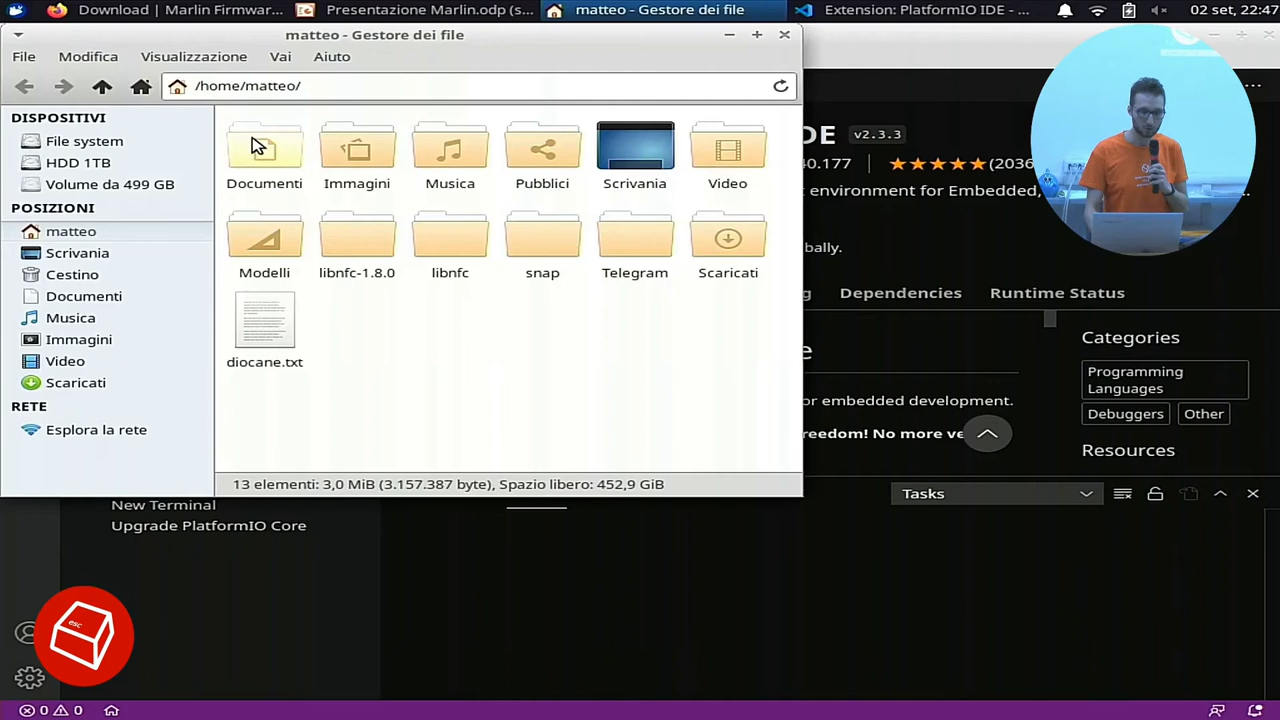 Download | Marlin Firmwar...
Presentazione Marlin.odp (s...
matteo - Gestore dei file
Extension: PlatformIO IDE - ...
02 set, 22:47
matteo - Gestore dei file
File Modifica Visualizzazione Vai Aiuto
/home/matteo/
DISPOSITIVI
File system
HDD 1TB
Volume da 499 GB
POSIZIONI
matteo
Scrivania
Cestino
Documenti
Musica
Immagini
Video
Scaricati
RETE
Esplora la rete
Documenti Immagini Musica Pubblici Scrivania Video
Modelli libnfc-1.8.0 libnfc snap Telegram Scaricati
diocane.txt
13 elementi: 3,0 MiB (3.157.387 byte), Spazio libero: 452,9 GiB
DE v2.3.3
40.177 | (2036
t environment for Embedded,
bally.
g Dependencies Runtime Status
e
or embedded development.
reedom! No more ve
Categories
Programming Languages
Debuggers Other
Resources
Tasks
New Terminal
Upgrade PlatformIO Core
esc
0 0